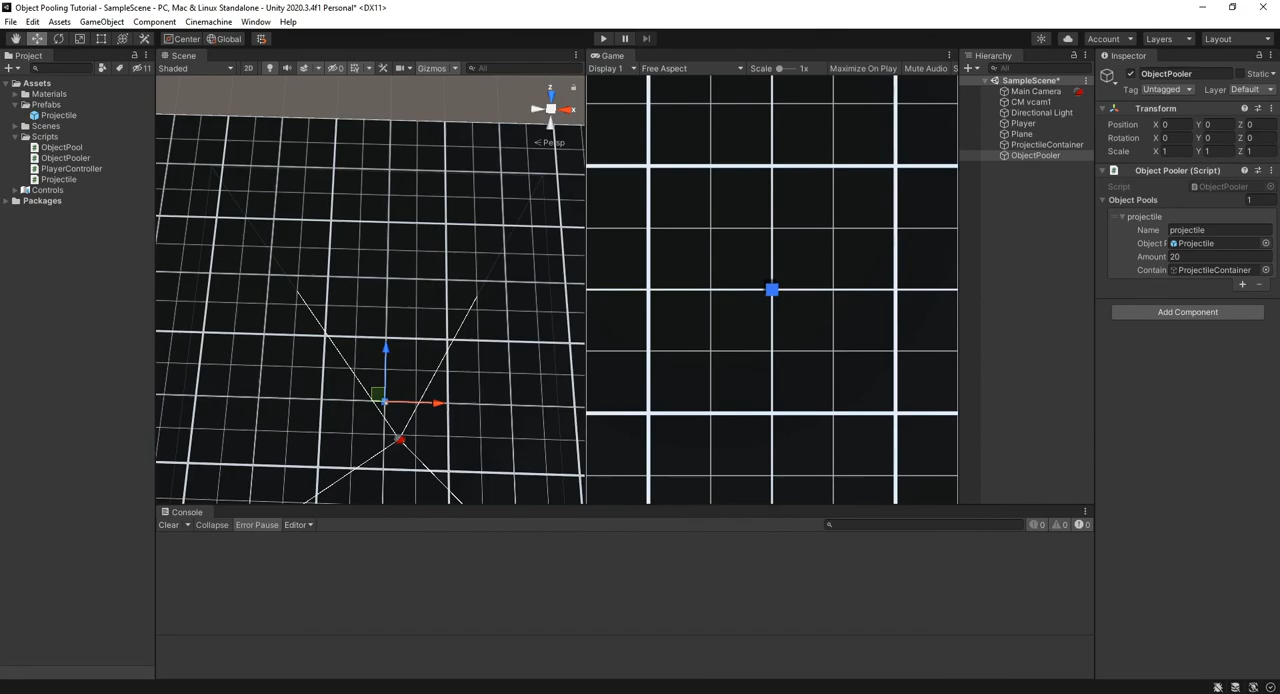 Object Pooling Tutorial - SampleScene - PC, Mac & Linux Standalone - Unity 2020.3.4f1 Personal* <DX11>
File Edit Assets GameObject Component Cinemachine Window Help
Center Global Account Layers Layout
Project
11
Assets
Materials
Prefabs
Projectile
Scenes
Scripts
ObjectPool
ObjectPooler
PlayerController
Projectile
Controls
Packages
Scene
Shaded 2D 0 Gizmos All
z
x
Persp
Game
Display 1 Free Aspect Scale 1x Maximize On Play Mute Audio S
Hierarchy
All
SampleScene*
Main Camera
CM vcam1
Directional Light
Player
Plane
ProjectileContainer
ObjectPooler
Inspector
ObjectPooler Static
Tag Untagged Layer Default
Transform
Position X 0 Y 0 Z 0
Rotation X 0 Y 0 Z 0
Scale X 1 Y 1 Z 1
# Object Pooler (Script)
Script ObjectPooler
Object Pools 1
projectile
Name projectile
Object P Projectile
Amount 20
Contain ProjectileContainer
+ −
Add Component
Console
Clear Collapse Error Pause Editor 0 0 0